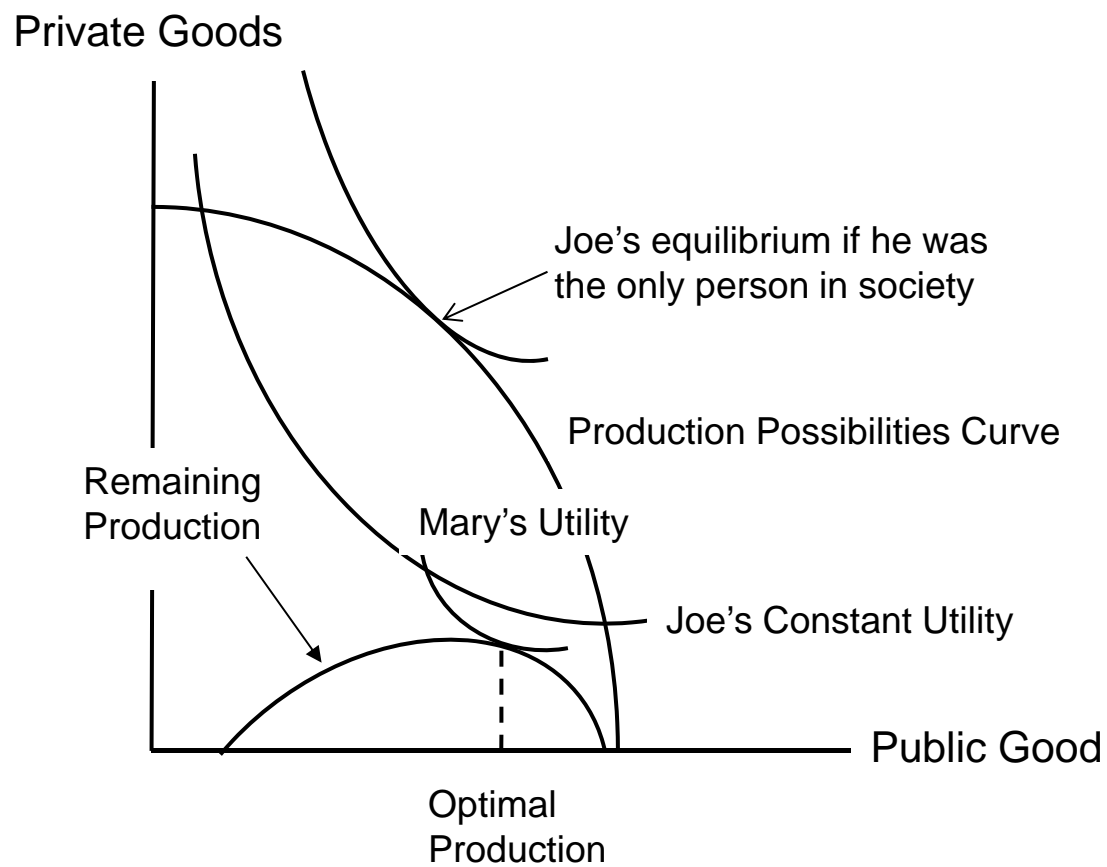 Private Goods
Joe’s equilibrium if he was
the only person in society
Production Possibilities Curve
Remaining
Production
Mary’s Utility
Joe’s Constant Utility
Public Good
Optimal
Production